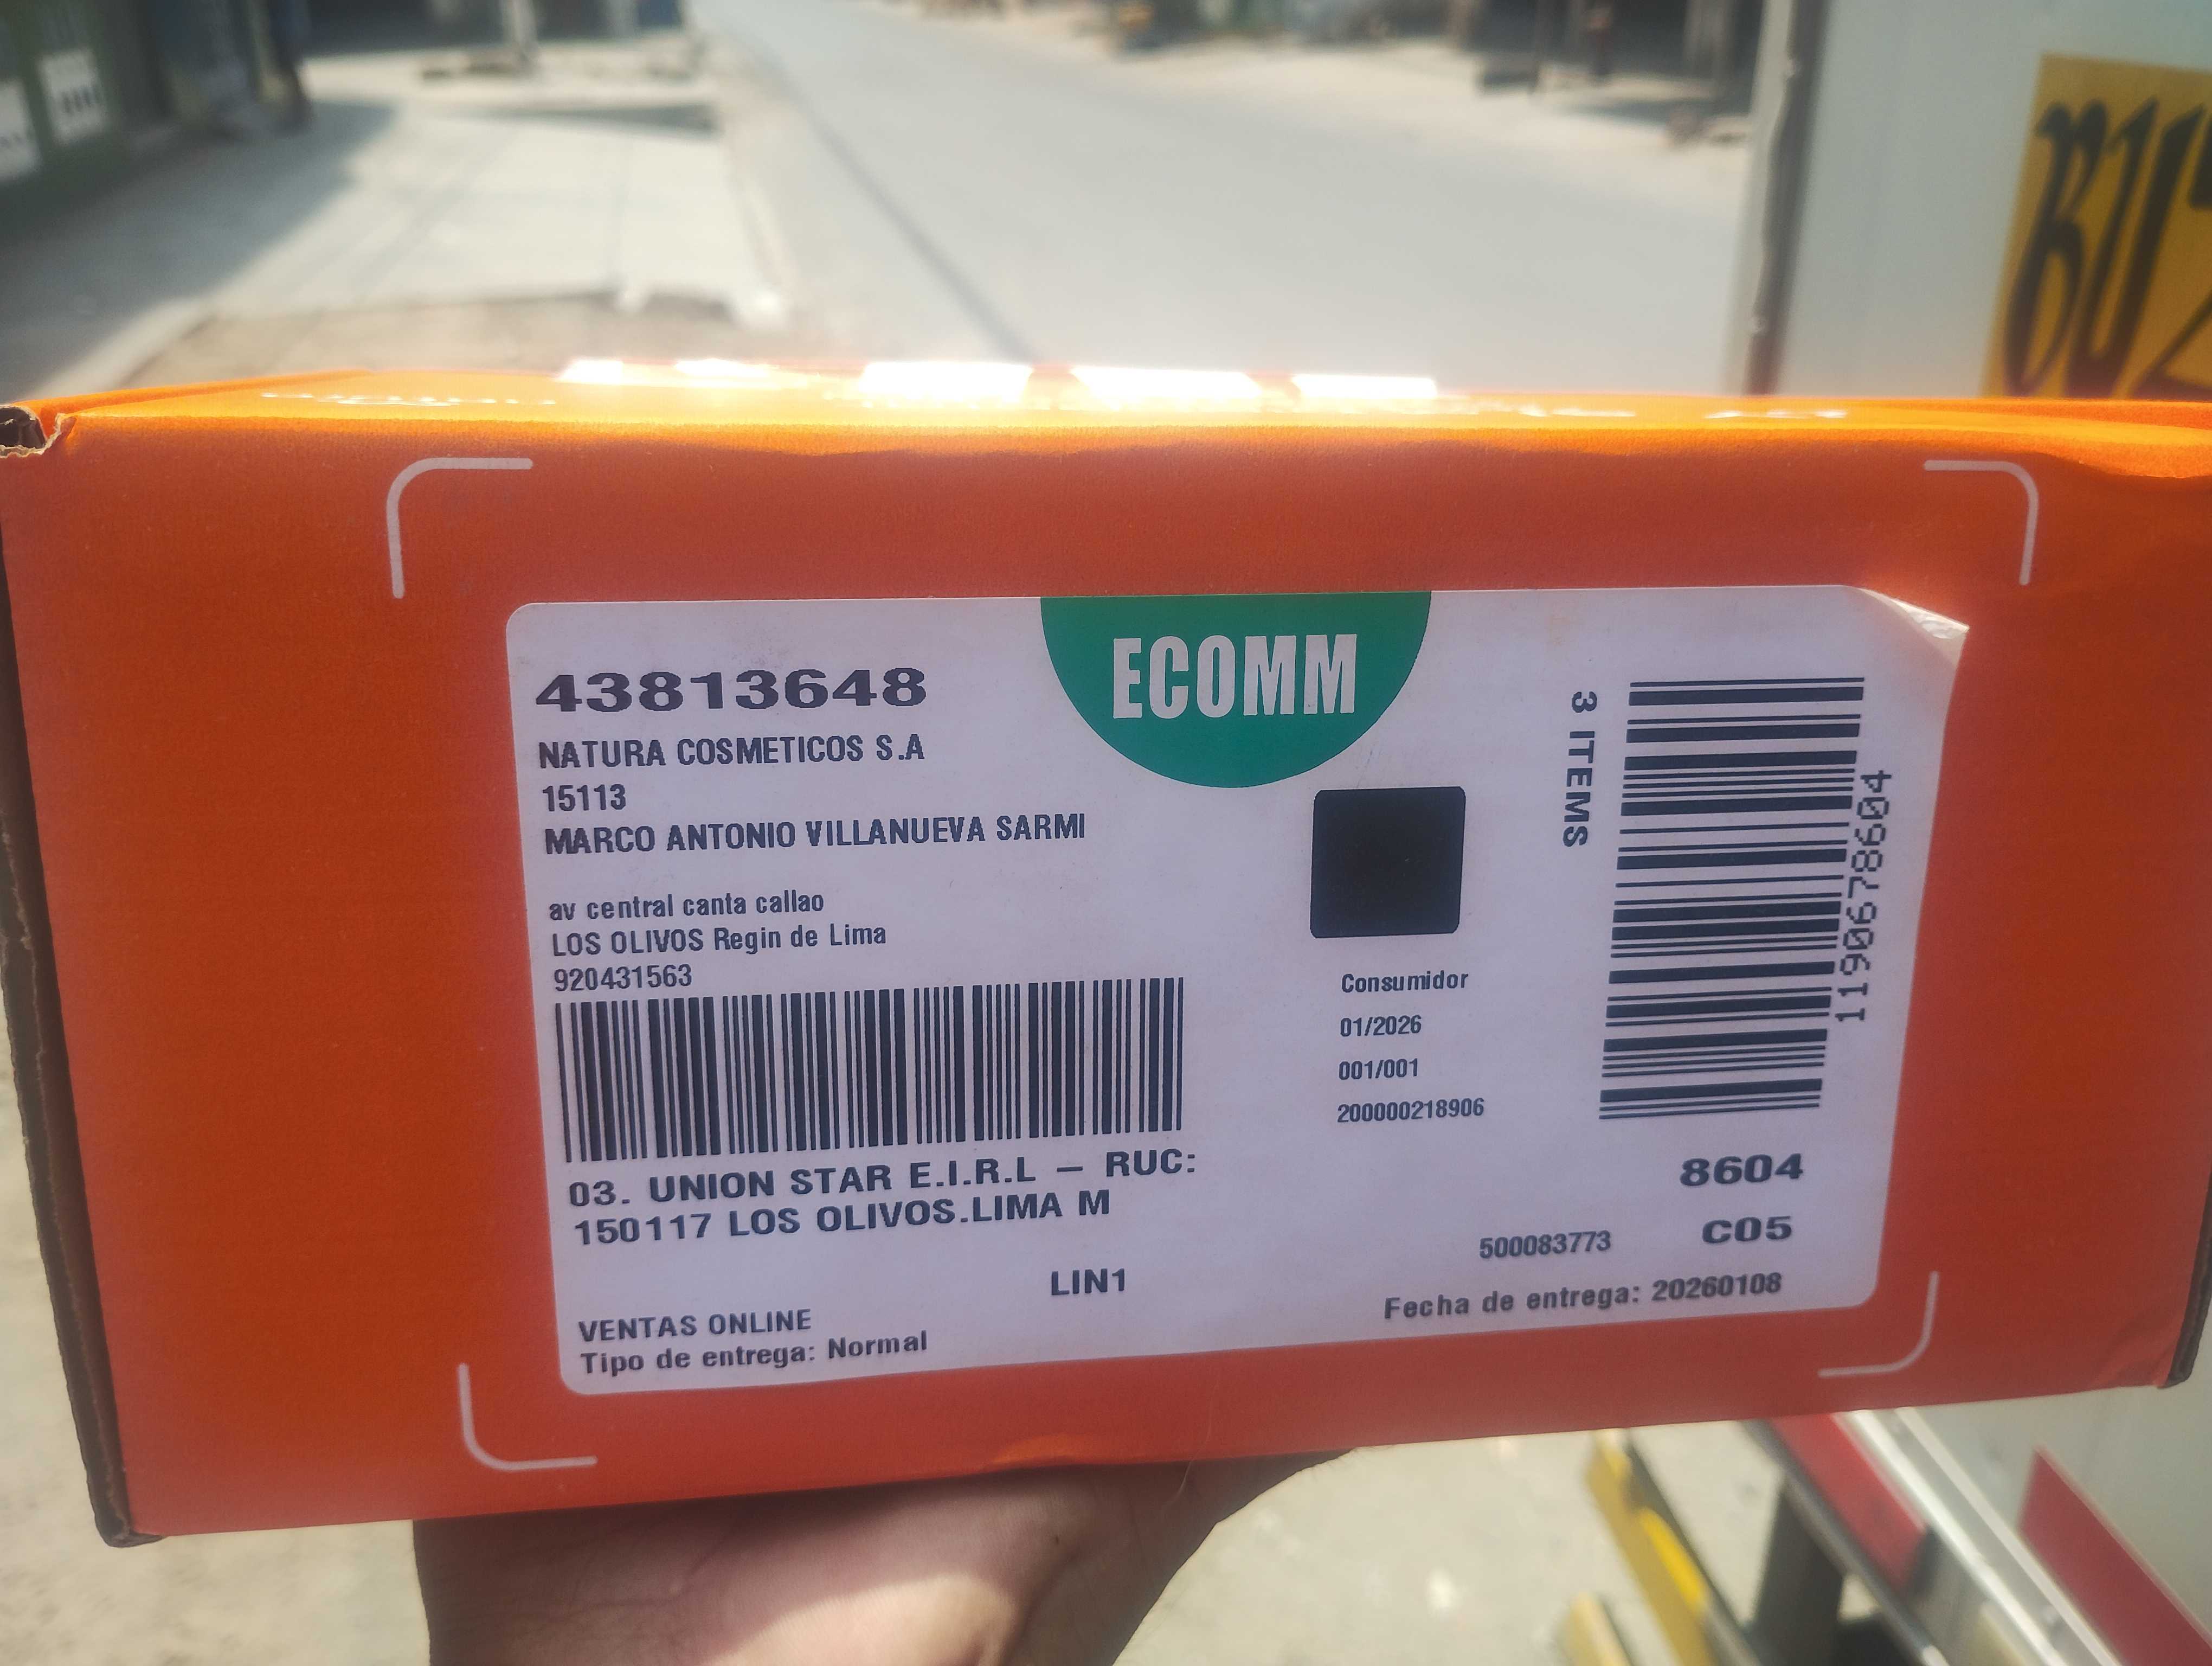 ECOMM
43813648
NATURA COSMETICOS S.A
15113
MARCO ANTONIO VILLANUEVA SARMI
av central canta callao
LOS OLIVOS Regin de Lima
920431563
03. UNION STAR E.I.R.L — RUC:
150117 LOS OLIVOS.LIMA M
LIN1
VENTAS ONLINE
Tipo de entrega: Normal
Consumidor
01/2026
001/001
200000218906
3 ITEMS
1190678604
8604
C05
500083773
Fecha de entrega: 20260108